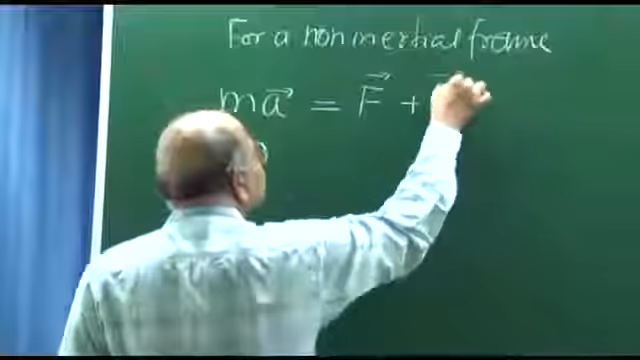 For a non inertial frame
ma⃗ = F⃗ +